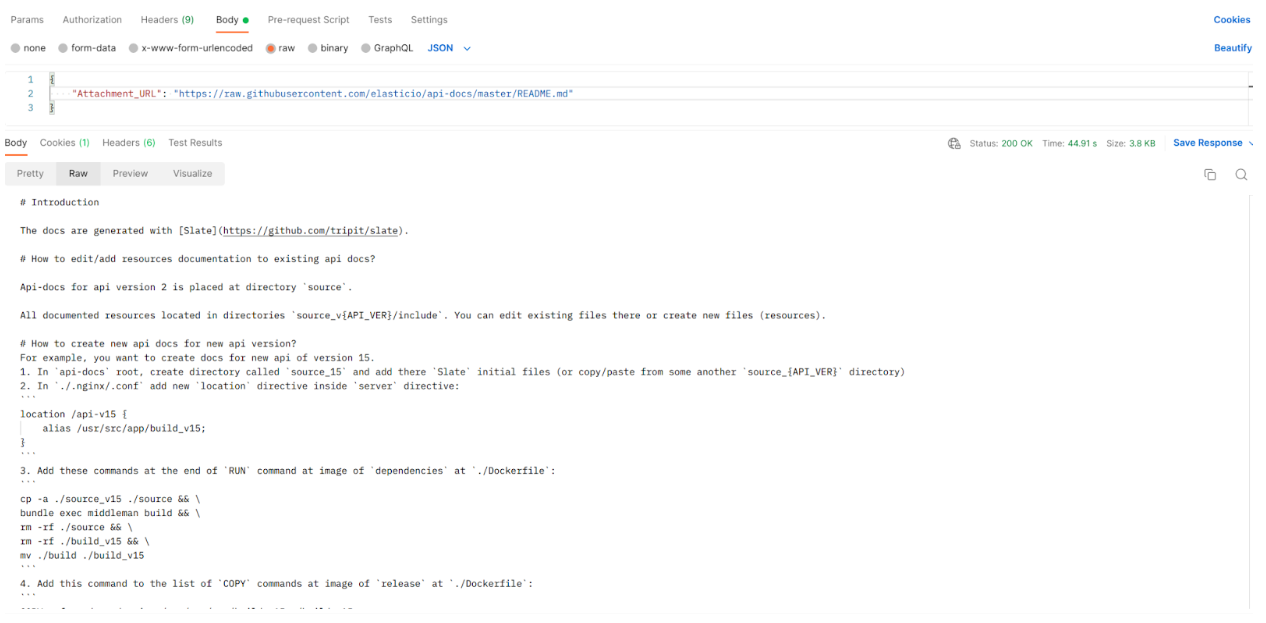 Params Authorization Headers (9) Body Pre-request Script Tests Settings Cookies
none form-data x-www-form-urlencoded raw binary GraphQL JSON Beautify
1 {
2 "Attachment_URL": "https://raw.githubusercontent.com/elasticio/api-docs/master/README.md"
3 }
Body Cookies (1) Headers (6) Test Results Status: 200 OK Time: 44.91 s Size: 3.8 KB Save Response
Pretty Raw Preview Visualize
# Introduction
The docs are generated with [Slate](https://github.com/tripit/slate).
# How to edit/add resources documentation to existing api docs?
Api-docs for api version 2 is placed at directory `source`.
All documented resources located in directories `source_v{API_VER}/include`. You can edit existing files there or create new files (resources).
# How to create new api docs for new api version?
For example, you want to create docs for new api of version 15.
1. In `api-docs` root, create directory called `source_15` and add there `Slate` initial files (or copy/paste from some another `source_{API_VER}` directory)
2. In `./.nginx/.conf` add new `location` directive inside `server` directive:
```
location /api-v15 {
alias /usr/src/app/build_v15;
}
```
3. Add these commands at the end of `RUN` command at image of `dependencies` at `./Dockerfile`:
```
cp -a ./source_v15 ./source && \
bundle exec middleman build && \
rm -rf ./source && \
rm -rf ./build_v15 && \
mv ./build ./build_v15
```
4. Add this command to the list of `COPY` commands at image of `release` at `./Dockerfile`:
```